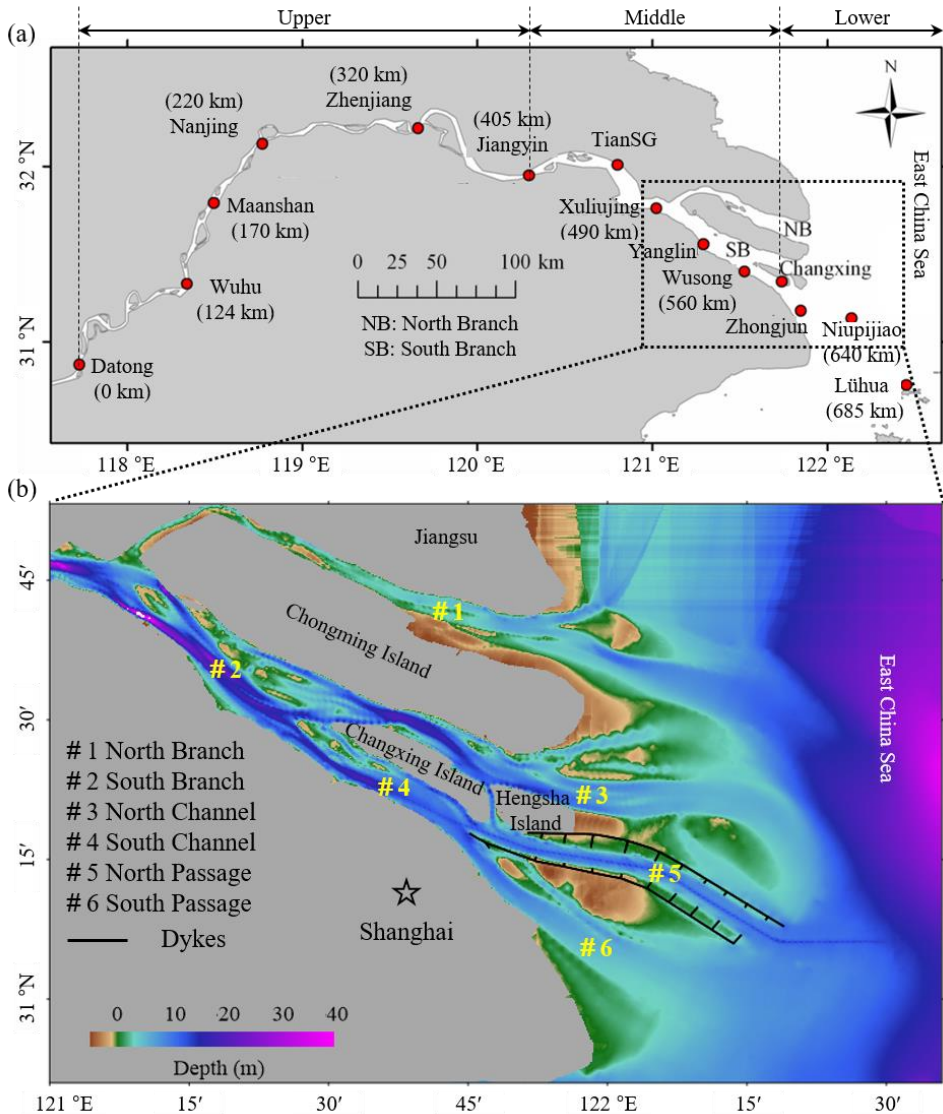 Upper Middle Lower
(a)
(320 km)
Zhenjiang
(220 km)
Nanjing
(405 km)
Jiangyin
TianSG
N
32 °N
East China Sea
Maanshan
(170 km)
Xuliujing
(490 km)
NB
Yanglin
SB
Changxing
0 25 50 100 km
Wuhu
(124 km)
Wusong
(560 km)
NB: North Branch
SB: South Branch
Zhongjun
Niupijiao
(640 km)
31 °N
Datong
(0 km)
Lühua
(685 km)
118 °E 119 °E 120 °E 121 °E 122 °E
(b)
Jiangsu
45′
# 1
Chongming Island
# 2
East China Sea
30′
Changxing Island
# 1 North Branch
# 2 South Branch
# 3 North Channel
# 4 South Channel
# 5 North Passage
# 6 South Passage
Dykes
# 4
Hengsha
Island
# 3
15′
# 5
Shanghai
# 6
31 °N
0 10 20 30 40
Depth (m)
121 °E 15′ 30′ 45′ 122 °E 15′ 30′